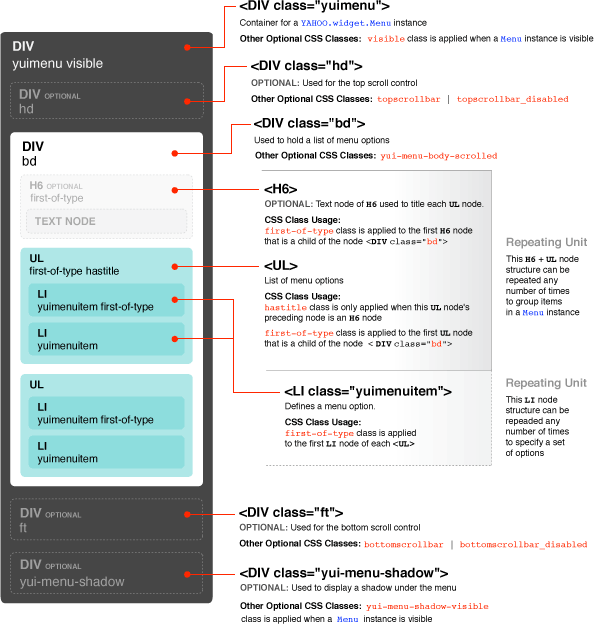 DIV
yuimenu visible
DIV OPTIONAL
hd
DIV
bd
H6 OPTIONAL
first-of-type
TEXT NODE
UL
first-of-type hastitle
LI
yuimenuitem first-of-type
LI
yuimenuitem
UL
LI
yuimenuitem first-of-type
LI
yuimenuitem
DIV OPTIONAL
ft
DIV OPTIONAL
yui-menu-shadow
<DIV class="yuimenu">
Container for a YAHOO.widget.Menu instance
Other Optional CSS Classes: visible class is applied when a Menu instance is visible
<DIV class="hd">
OPTIONAL: Used for the top scroll control
Other Optional CSS Classes: topscrollbar | topscrollbar_disabled
<DIV class="bd">
Used to hold a list of menu options
Other Optional CSS Classes: yui-menu-body-scrolled
<H6>
OPTIONAL: Text node of H6 used to title each UL node.
CSS Class Usage:
first-of-type class is applied to the first H6 node
that is a child of the node <DIV class="bd">
<UL>
List of menu options
CSS Class Usage:
hastitle class is only applied when this UL node's
preceding node is an H6 node
first-of-type class is applied to the first UL node
that is a child of the node < DIV class="bd">
Repeating Unit
This H6 + UL node
structure can be
repeated any
number of times
to group items
in a Menu instance
<LI class="yuimenuitem">
Defines a menu option.
CSS Class Usage:
first-of-type class is applied
to the first LI node of each <UL>
Repeating Unit
This LI node
structure can be
repeaded any
number of times
to specify a set
of options
<DIV class="ft">
OPTIONAL: Used for the bottom scroll control
Other Optional CSS Classes: bottomscrollbar | bottomscrollbar_disabled
<DIV class="yui-menu-shadow">
OPTIONAL: Used to display a shadow under the menu
Other Optional CSS Classes: yui-menu-shadow-visible
class is applied when a Menu instance is visible